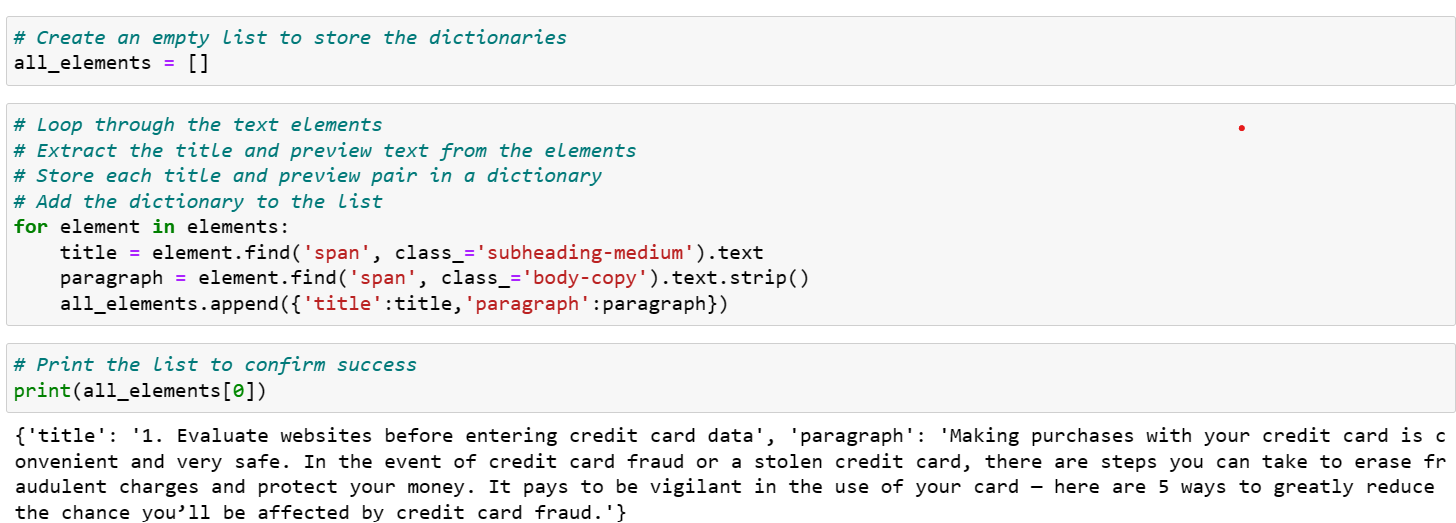 # Create an empty list to store the dictionaries
all_elements = []
# Loop through the text elements
# Extract the title and preview text from the elements
# Store each title and preview pair in a dictionary
# Add the dictionary to the list
for element in elements:
    title = element.find('span', class_='subheading-medium').text
    paragraph = element.find('span', class_='body-copy').text.strip()
    all_elements.append({'title':title,'paragraph':paragraph})
# Print the list to confirm success
print(all_elements[0])
{'title': '1. Evaluate websites before entering credit card data', 'paragraph': 'Making purchases with your credit card is c
onvenient and very safe. In the event of credit card fraud or a stolen credit card, there are steps you can take to erase fr
audulent charges and protect your money. It pays to be vigilant in the use of your card — here are 5 ways to greatly reduce
the chance you’ll be affected by credit card fraud.'}